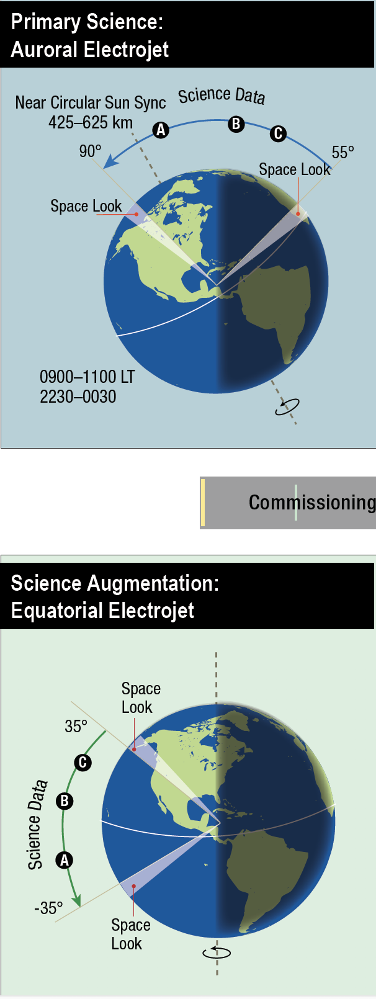 Primary Science:
Auroral Electrojet
Near Circular Sun Sync
425–625 km
Science Data
A
B
C
90°
55°
Space Look
Space Look
0900–1100 LT
2230–0030
Commissioning
Science Augmentation:
Equatorial Electrojet
Space
Look
35°
C
B
A
Science Data
-35°
Space
Look